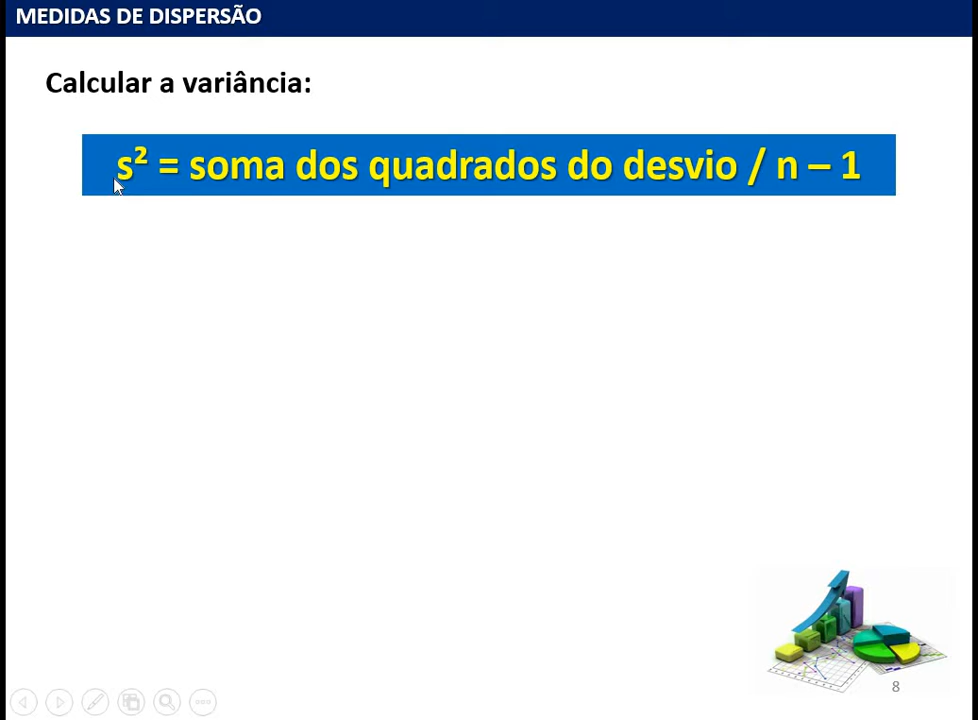 MEDIDAS DE DISPERSÃO
Calcular a variância:
s² = soma dos quadrados do desvio / n – 1
8